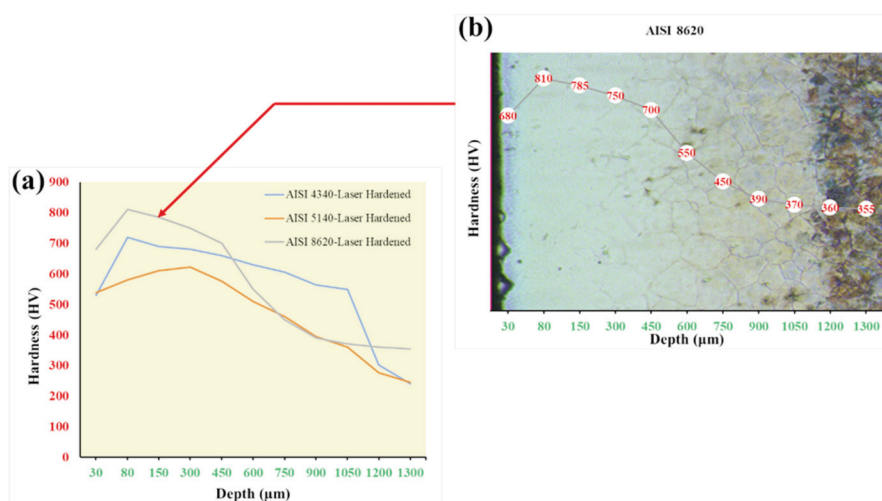 (b)
AISI 8620
Hardness (HV)
680
810
785
750
700
550
450
390
370
360
355
30 80 150 300 450 600 750 900 1050 1200 1300
Depth (µm)
(a)
Hardness (HV)
900
800
700
600
500
400
300
200
100
0
AISI 4340-Laser Hardened
AISI 5140-Laser Hardened
AISI 8620-Laser Hardened
30 80 150 300 450 600 750 900 1050 1200 1300
Depth (µm)